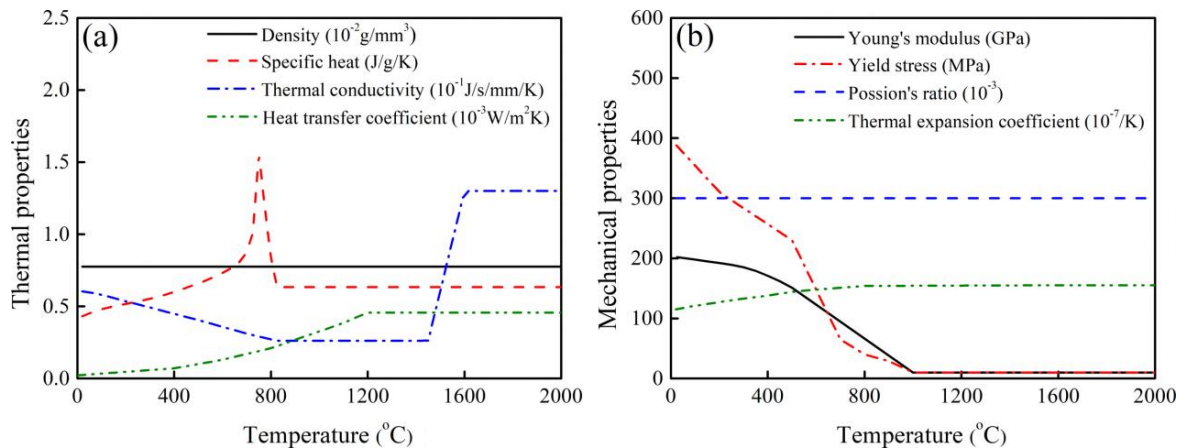 (a)
Density (10⁻²g/mm³)
Specific heat (J/g/K)
Thermal conductivity (10⁻¹J/s/mm/K)
Heat transfer coefficient (10⁻³W/m²K)
Thermal properties
2.5
2.0
1.5
1.0
0.5
0.0
0 400 800 1200 1600 2000
Temperature (°C)
(b)
Young's modulus (GPa)
Yield stress (MPa)
Possion's ratio (10⁻³)
Thermal expansion coefficient (10⁻⁷/K)
Mechanical properties
600
500
400
300
200
100
0
0 400 800 1200 1600 2000
Temperature (°C)